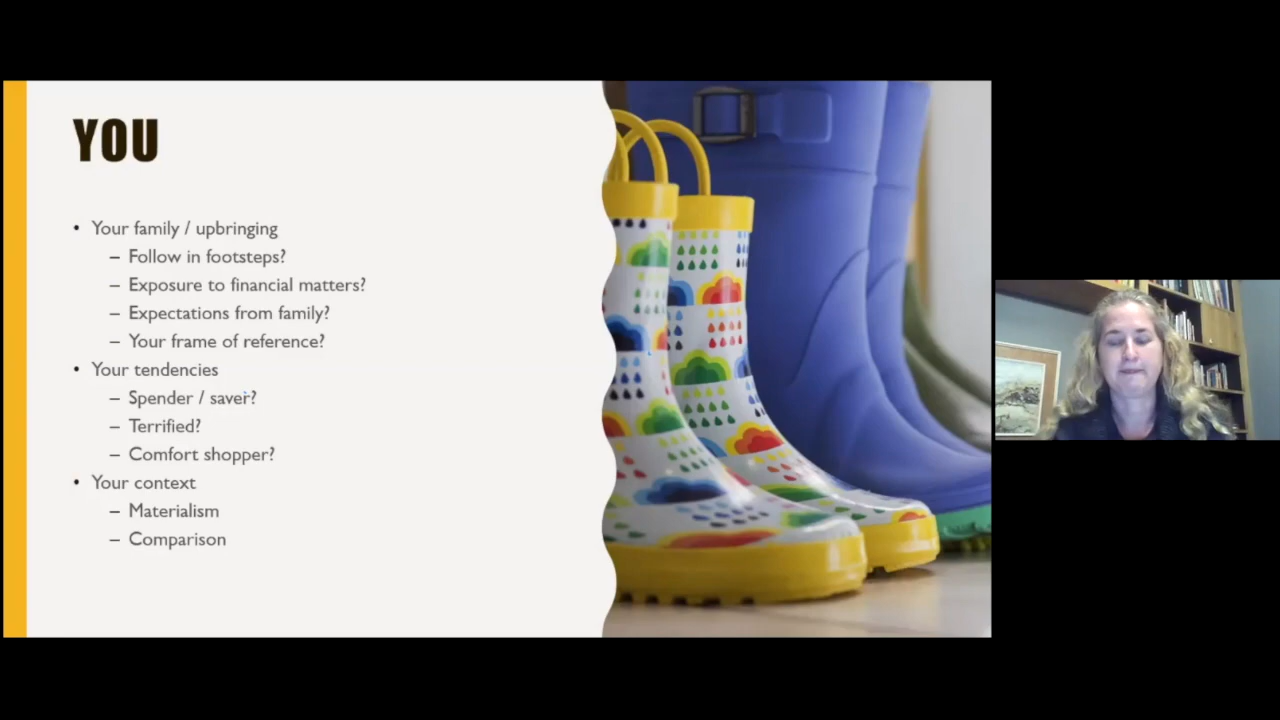 YOU
• Your family / upbringing
– Follow in footsteps?
– Exposure to financial matters?
– Expectations from family?
– Your frame of reference?
• Your tendencies
– Spender / saver?
– Terrified?
– Comfort shopper?
• Your context
– Materialism
– Comparison